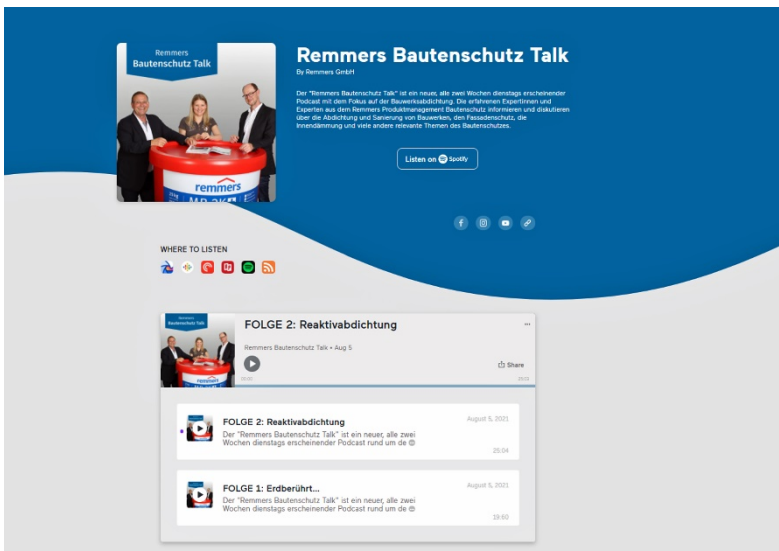 Remmers
Bautenschutz Talk
remmers
MB 2K
Remmers Bautenschutz Talk
By Remmers GmbH
Der "Remmers Bautenschutz Talk" ist ein neuer, alle zwei Wochen dienstags erscheinender
Podcast mit dem Fokus auf der Bauwerksabdichtung. Die erfahrenen Expertinnen und
Experten aus dem Remmers Produktmanagement Bautenschutz informieren und diskutieren
über die Abdichtung und Sanierung von Bauwerken, den Fassadenschutz, die
Innendämmung und viele andere relevante Themen des Bautenschutzes.
Listen on Spotify
WHERE TO LISTEN
Remmers
Bautenschutz Talk
remmers
FOLGE 2: Reaktivabdichtung
Remmers Bautenschutz Talk • Aug 5
Share
FOLGE 2: Reaktivabdichtung
Der "Remmers Bautenschutz Talk" ist ein neuer, alle zwei
Wochen dienstags erscheinender Podcast rund um de
August 5, 2021
25:04
FOLGE 1: Erdberührt...
Der "Remmers Bautenschutz Talk" ist ein neuer, alle zwei
Wochen dienstags erscheinender Podcast rund um de
August 5, 2021
19:60